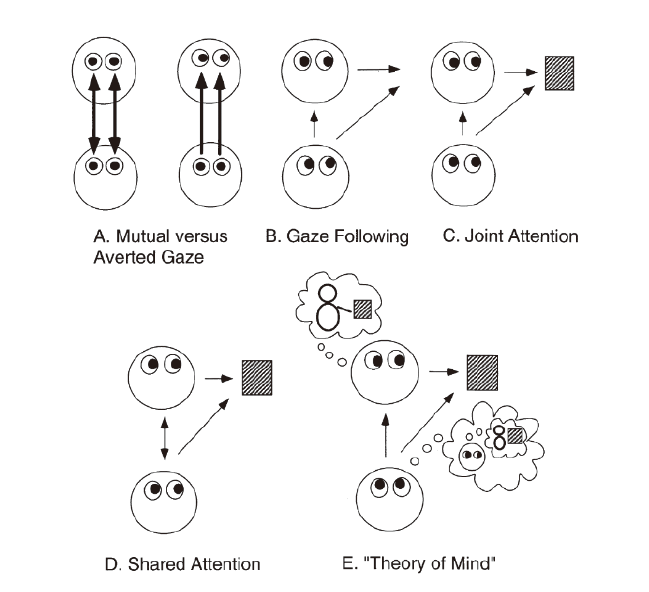 A. Mutual versus
Averted Gaze
B. Gaze Following
C. Joint Attention
D. Shared Attention
E. "Theory of Mind"